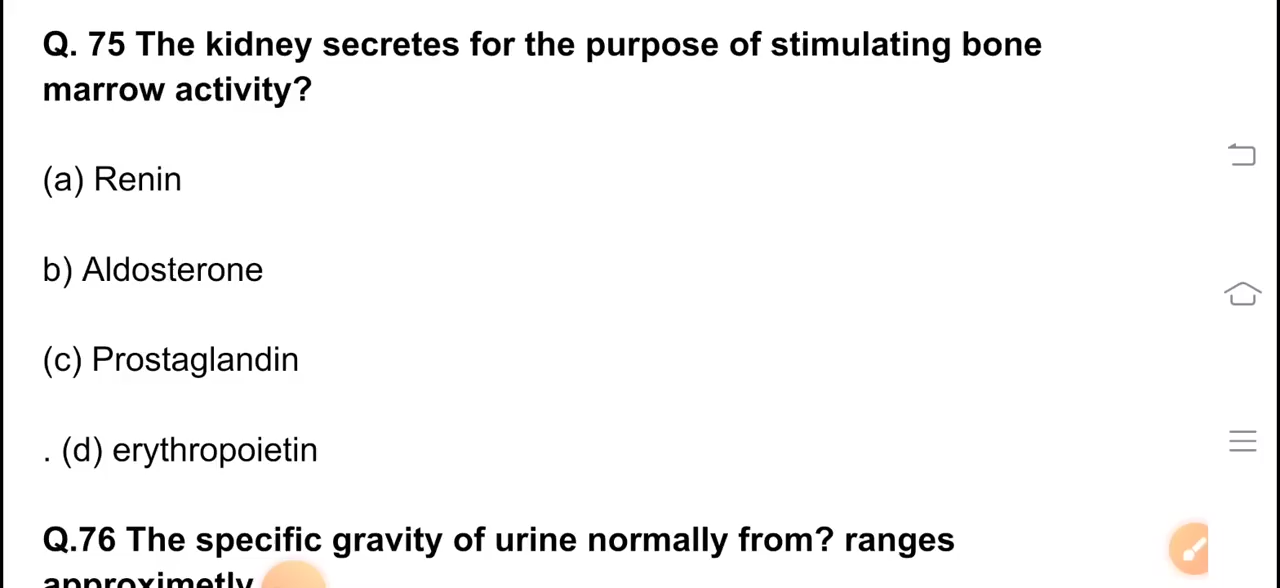 Q. 75 The kidney secretes for the purpose of stimulating bone
marrow activity?
(a) Renin
b) Aldosterone
(c) Prostaglandin
. (d) erythropoietin
Q.76 The specific gravity of urine normally from? ranges
approximetly